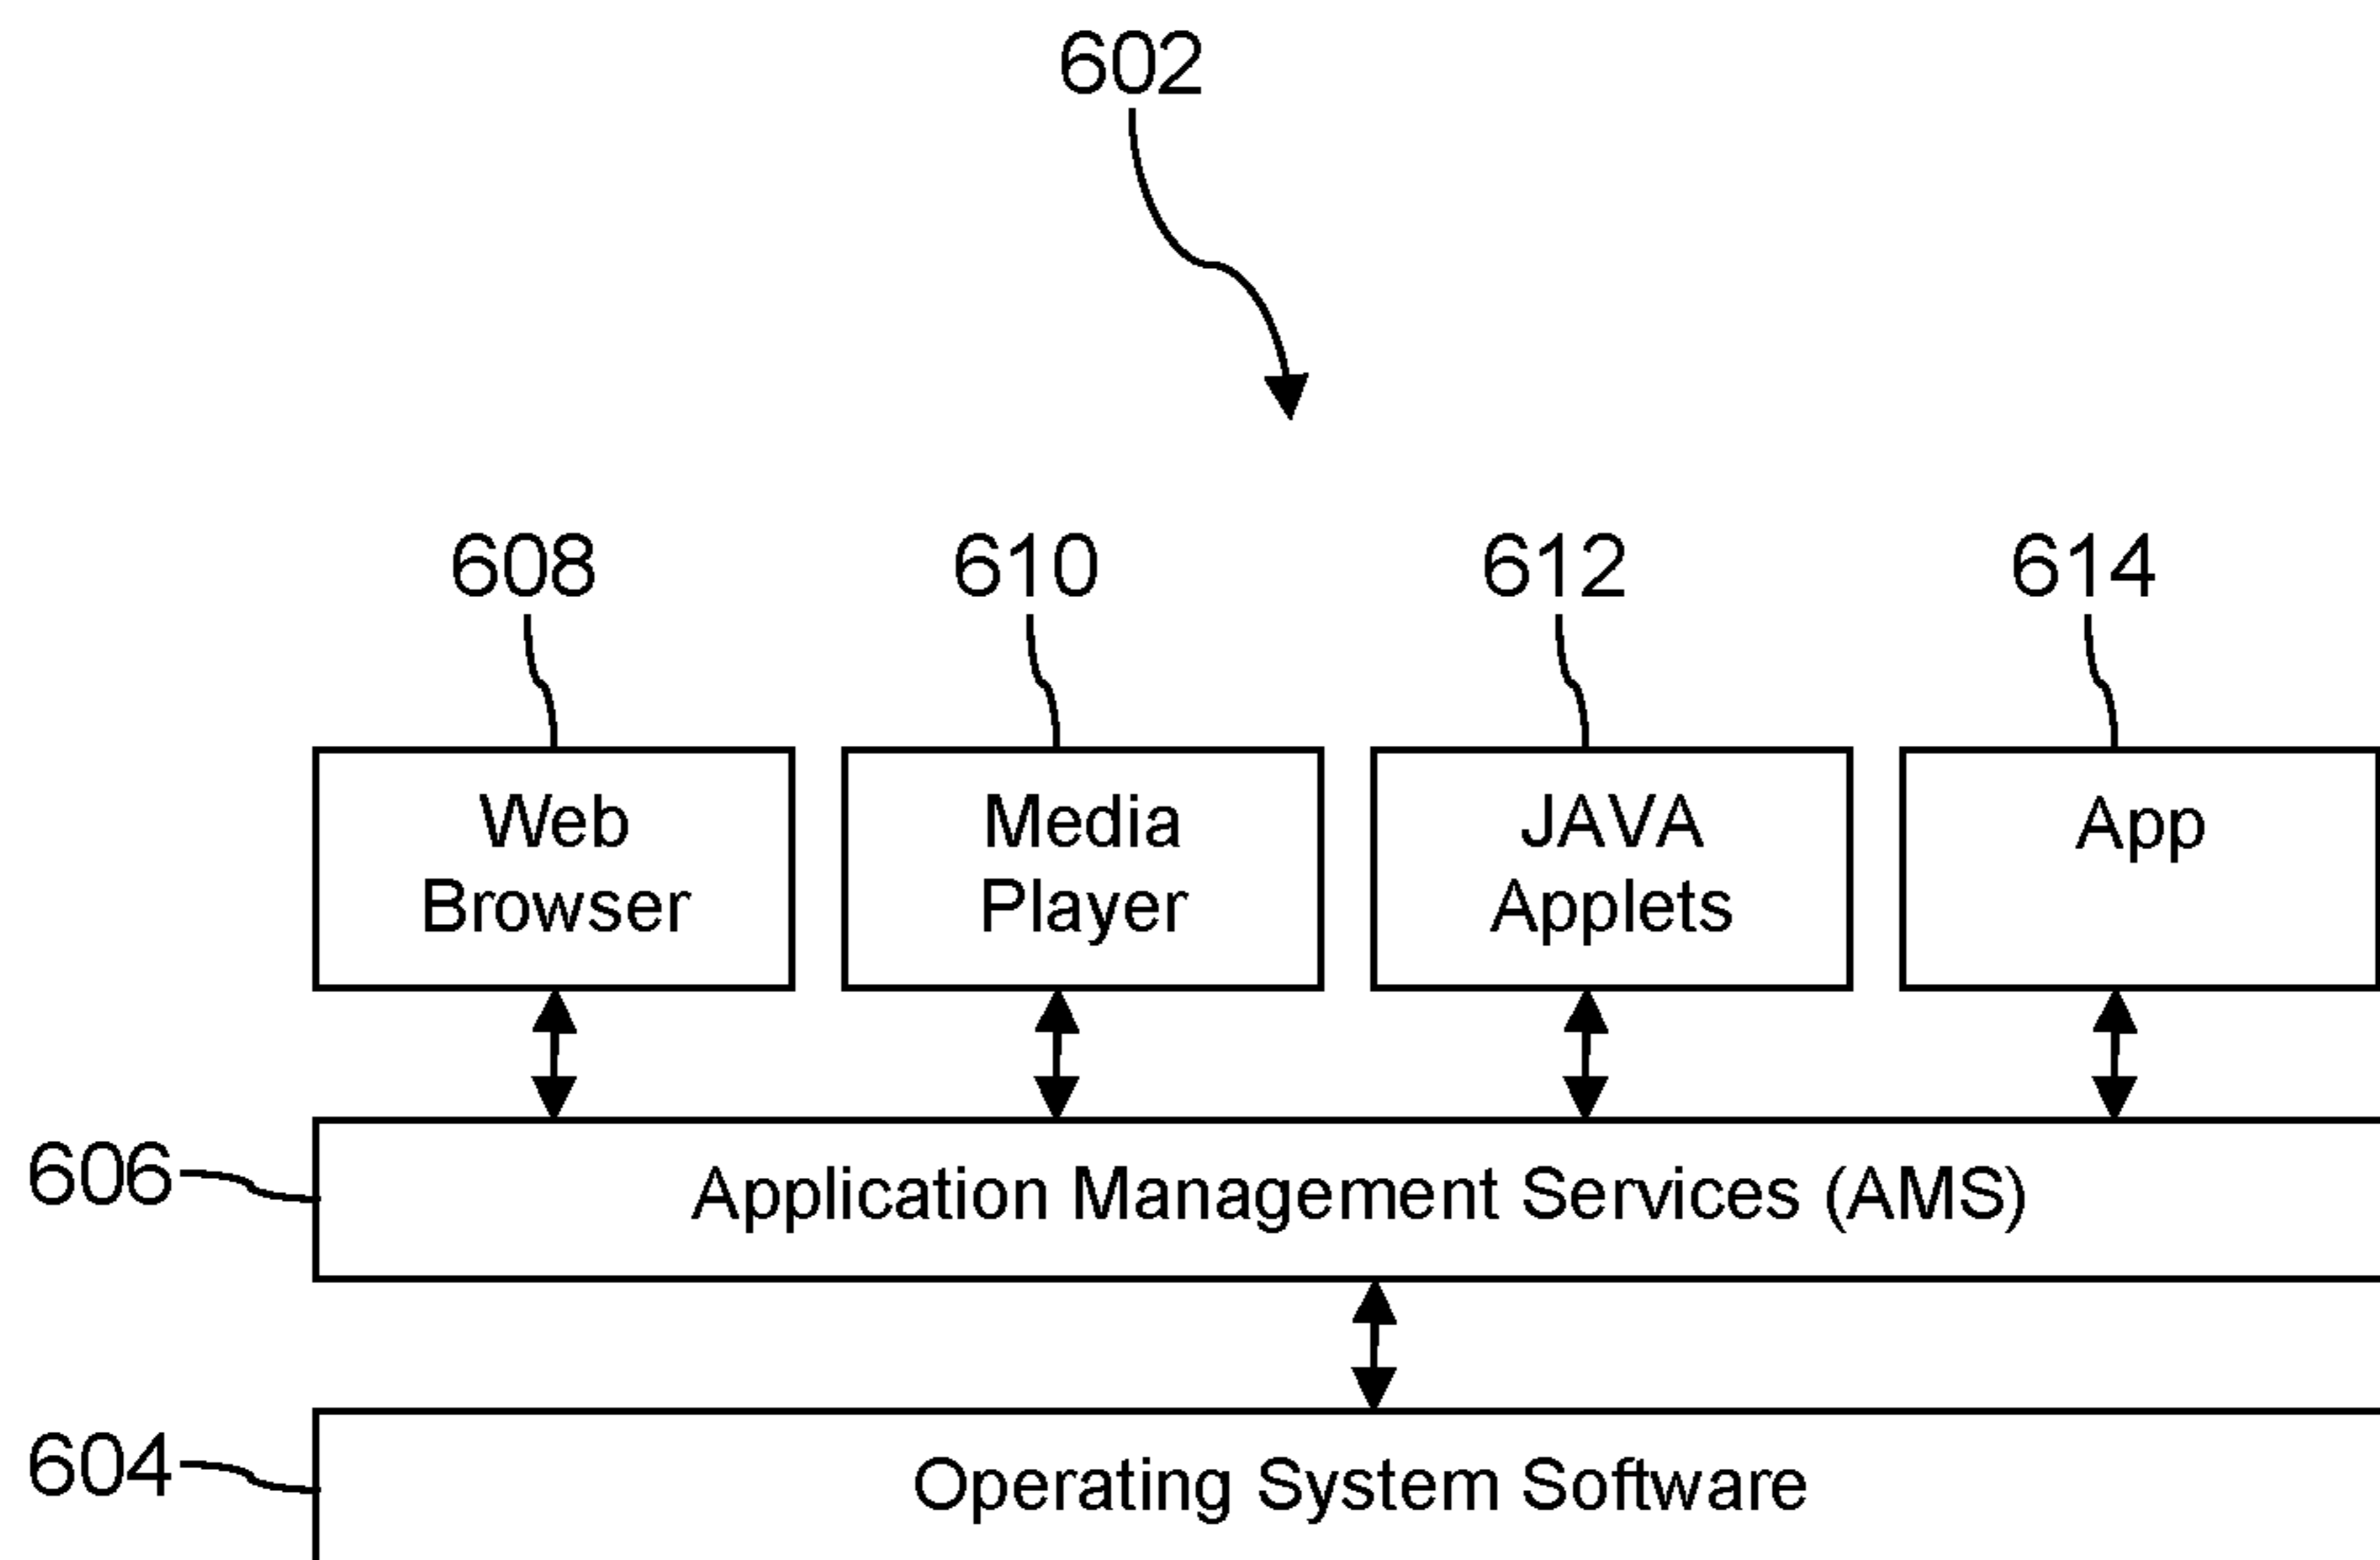 602
608 610 612 614
Web Browser
Media Player
JAVA Applets
App
606
Application Management Services (AMS)
604
Operating System Software